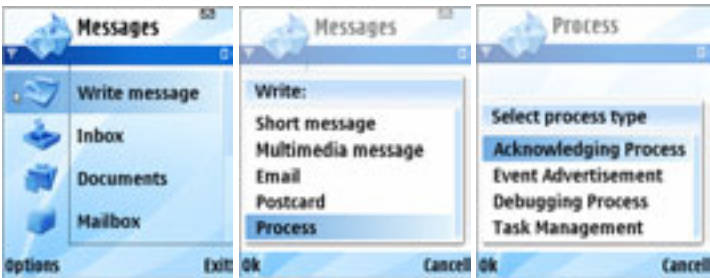 Messages
Write message
Inbox
Documents
Mailbox
Options Exit
Messages
Write:
Short message
Multimedia message
Email
Postcard
Process
Ok Cancel
Process
Select process type
Acknowledging Process
Event Advertisement
Debugging Process
Task Management
Ok Cancel